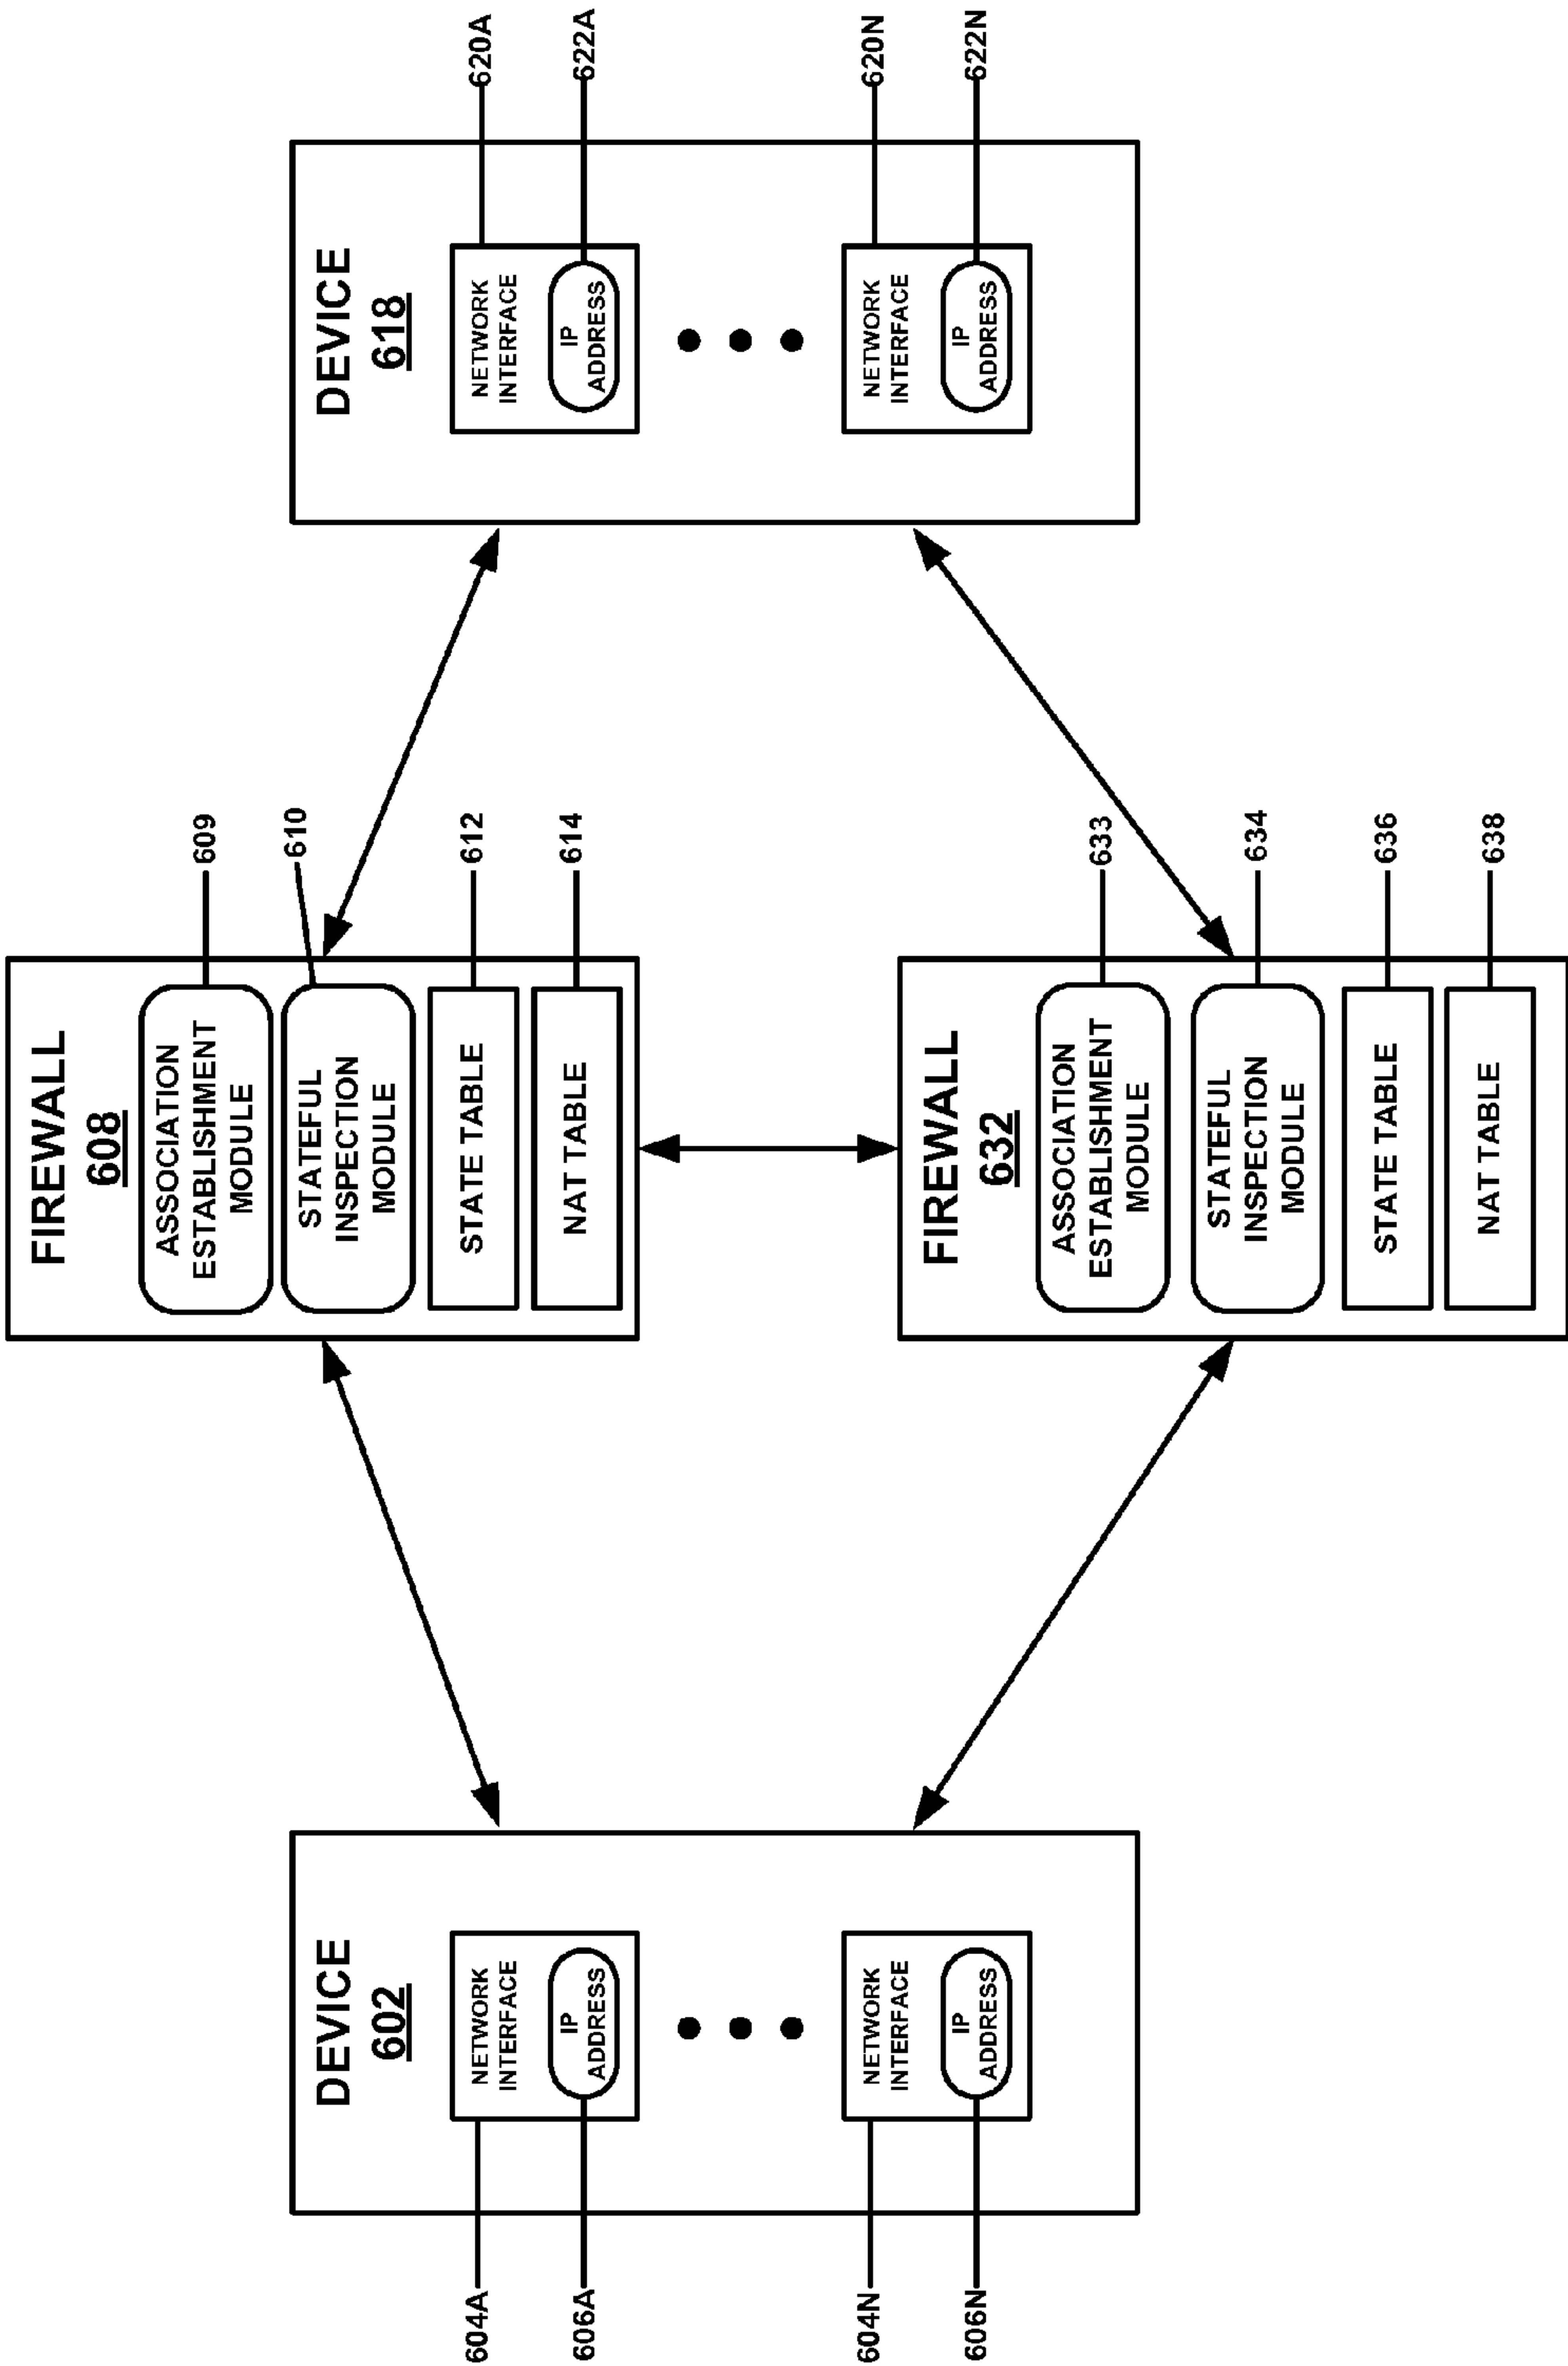 DEVICE
602
NETWORK
INTERFACE
IP
ADDRESS
NETWORK
INTERFACE
IP
ADDRESS
604A
606A
604N
606N
FIREWALL
608
ASSOCIATION
ESTABLISHMENT
MODULE
STATEFUL
INSPECTION
MODULE
STATE TABLE
NAT TABLE
609
610
612
614
FIREWALL
632
ASSOCIATION
ESTABLISHMENT
MODULE
STATEFUL
INSPECTION
MODULE
STATE TABLE
NAT TABLE
633
634
636
638
DEVICE
618
NETWORK
INTERFACE
IP
ADDRESS
NETWORK
INTERFACE
IP
ADDRESS
620A
622A
620N
622N